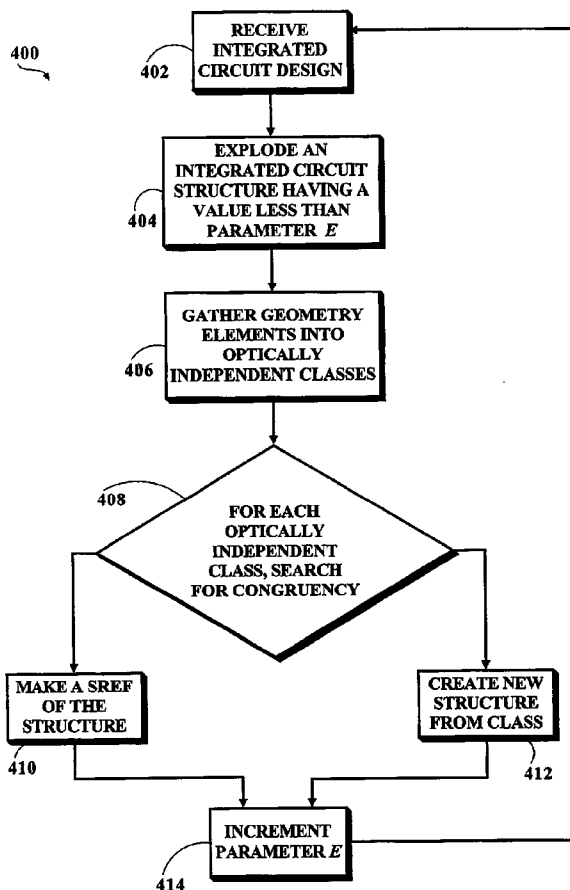 400
RECEIVE
INTEGRATED
CIRCUIT DESIGN
402
EXPLODE AN
INTEGRATED CIRCUIT
STRUCTURE HAVING A
VALUE LESS THAN
PARAMETER E
404
GATHER GEOMETRY
ELEMENTS INTO
OPTICALLY
INDEPENDENT CLASSES
406
408
FOR EACH
OPTICALLY
INDEPENDENT
CLASS, SEARCH
FOR CONGRUENCY
MAKE A SREF
OF THE
STRUCTURE
410
CREATE NEW
STRUCTURE
FROM CLASS
412
INCREMENT
PARAMETER E
414